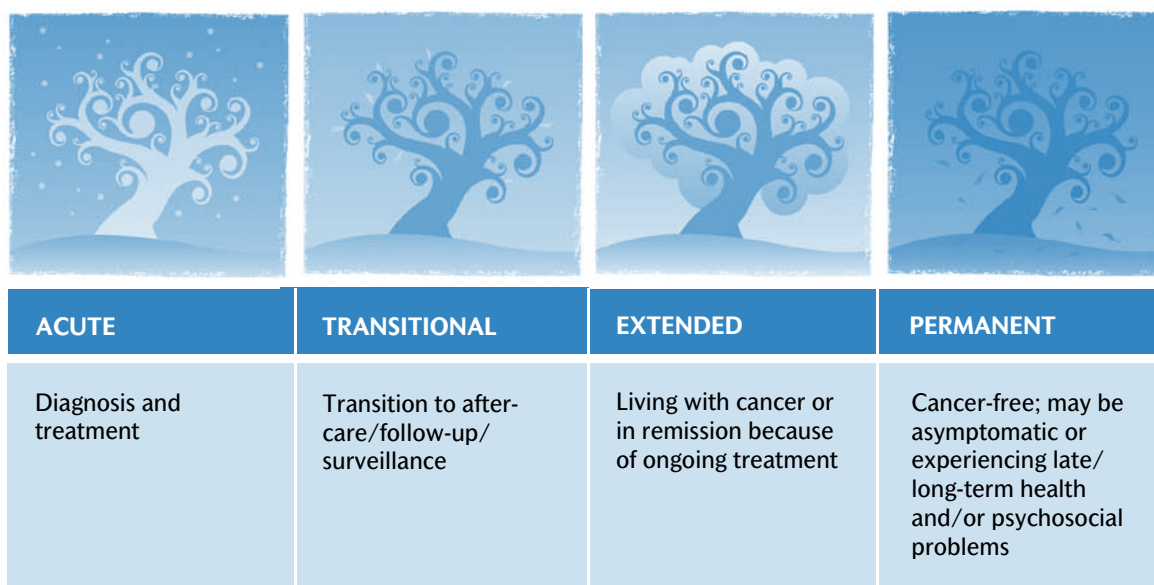 ACUTE
TRANSITIONAL
EXTENDED
PERMANENT
Diagnosis and
treatment
Transition to after-
care/follow-up/
surveillance
Living with cancer or
in remission because
of ongoing treatment
Cancer-free; may be
asymptomatic or
experiencing late/
long-term health
and/or psychosocial
problems